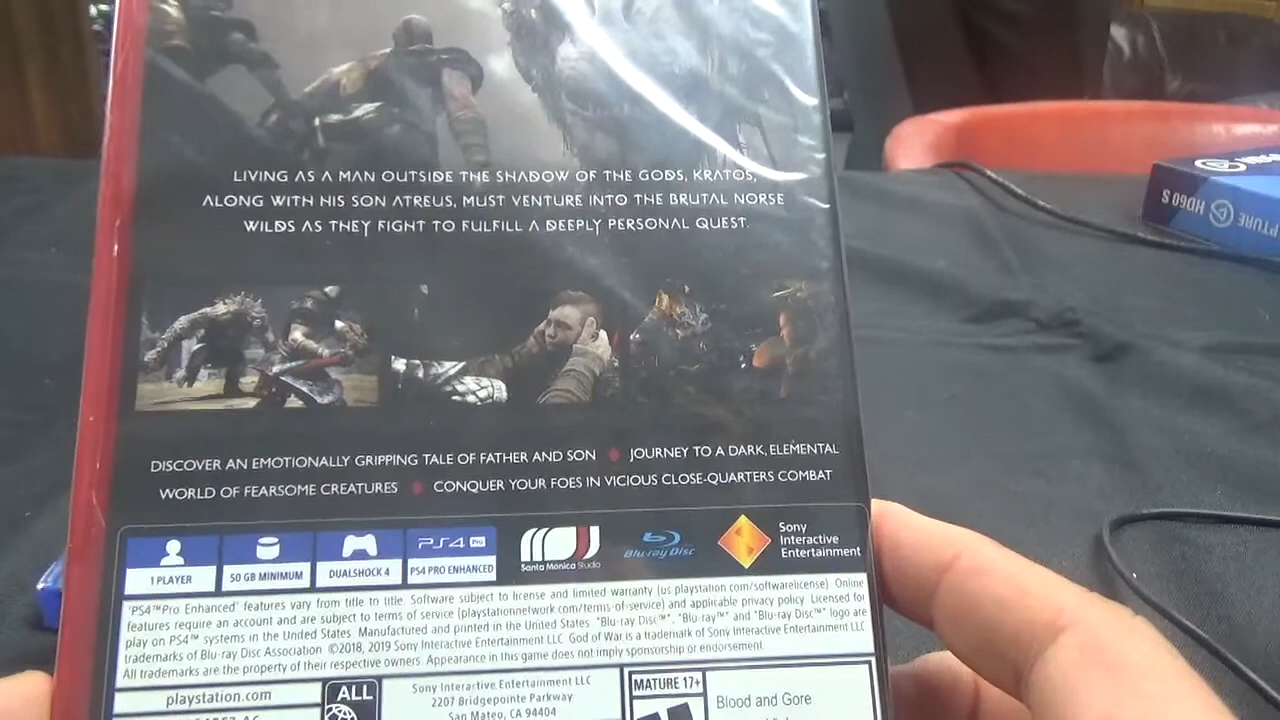 LIVING AS A MAN OUTSIDE THE SHADOW OF THE GODS, KRATOS,
ALONG WITH HIS SON ATREUS, MUST VENTURE INTO THE BRUTAL NORSE
WILDS AS THEY FIGHT TO FULFILL A DEEPLY PERSONAL QUEST.
DISCOVER AN EMOTIONALLY GRIPPING TALE OF FATHER AND SON JOURNEY TO A DARK, ELEMENTAL
WORLD OF FEARSOME CREATURES CONQUER YOUR FOES IN VICIOUS CLOSE-QUARTERS COMBAT
1 PLAYER
50 GB MINIMUM
DUALSHOCK 4
PS4 Pro
PS4 PRO ENHANCED
Santa Monica Studio
Blu-ray Disc
Sony
Interactive
Entertainment
'PS4™Pro Enhanced' features vary from title to title. Software subject to license and limited warranty (us.playstation.com/softwarelicense). Online
features require an account and are subject to terms of service (playstationnetwork.com/terms-of-service) and applicable privacy policy. Licensed for
play on PS4™ systems in the United States. Manufactured and printed in the United States. "Blu-ray Disc™", "Blu-ray™" and "Blu-ray Disc™" logo are
trademarks of Blu-ray Disc Association. ©2018, 2019 Sony Interactive Entertainment LLC. God of War is a trademark of Sony Interactive Entertainment LLC.
All trademarks are the property of their respective owners. Appearance in this game does not imply sponsorship or endorsement.
playstation.com
ALL
Sony Interactive Entertainment LLC
2207 Bridgepointe Parkway
San Mateo, CA 94404
MATURE 17+
Blood and Gore
HD60 S